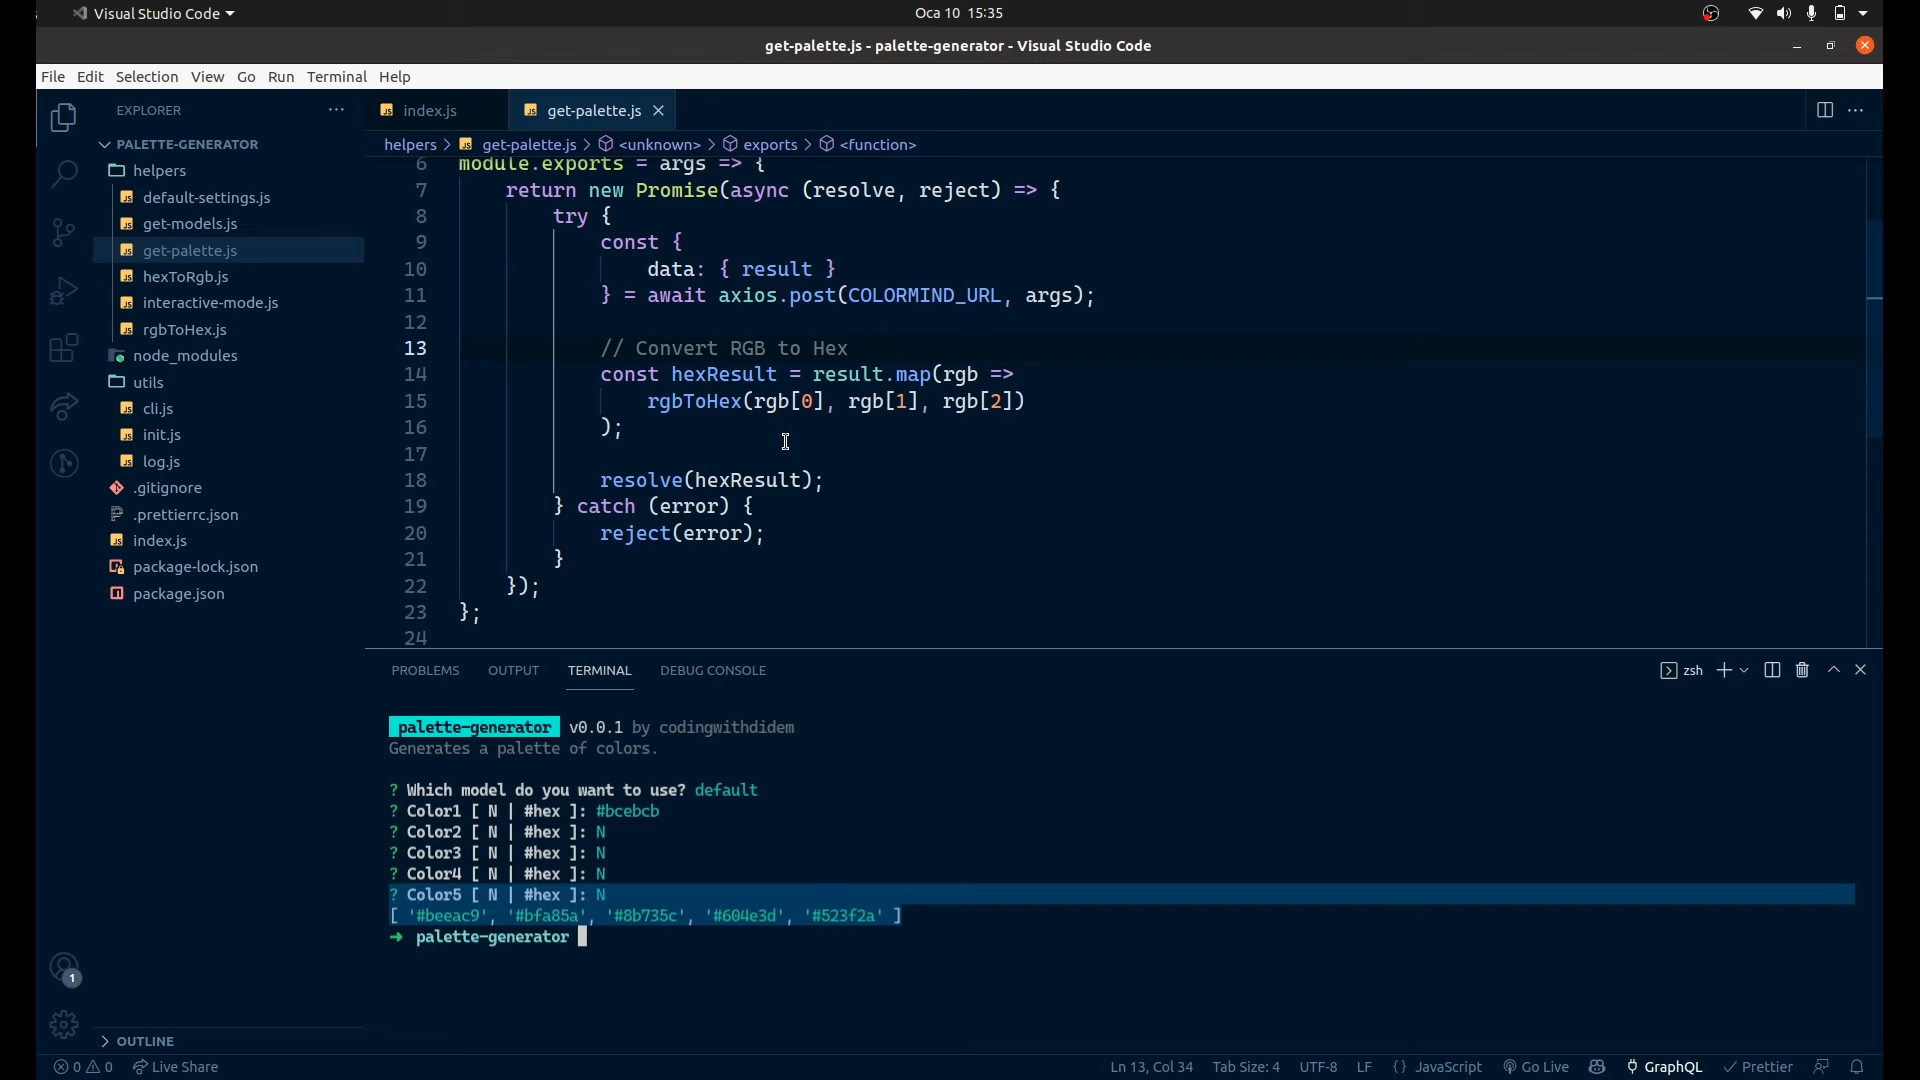 Visual Studio Code
Oca 10 15:35
get-palette.js - palette-generator - Visual Studio Code
File Edit Selection View Go Run Terminal Help
EXPLORER
PALETTE-GENERATOR
helpers
default-settings.js
get-models.js
get-palette.js
hexToRgb.js
interactive-mode.js
rgbToHex.js
node_modules
utils
cli.js
init.js
log.js
.gitignore
.prettierrc.json
index.js
package-lock.json
package.json
OUTLINE
index.js get-palette.js
helpers > get-palette.js > <unknown> > exports > <function>
6 module.exports = args => {
7 return new Promise(async (resolve, reject) => {
8 try {
9 const {
10 data: { result }
11 } = await axios.post(COLORMIND_URL, args);
12
13 // Convert RGB to Hex
14 const hexResult = result.map(rgb =>
15 rgbToHex(rgb[0], rgb[1], rgb[2])
16 );
17
18 resolve(hexResult);
19 } catch (error) {
20 reject(error);
21 }
22 });
23 };
24
PROBLEMS OUTPUT TERMINAL DEBUG CONSOLE
zsh
palette-generator v0.0.1 by codingwithdidem
Generates a palette of colors.
? Which model do you want to use? default
? Color1 [ N | #hex ]: #bcebcb
? Color2 [ N | #hex ]: N
? Color3 [ N | #hex ]: N
? Color4 [ N | #hex ]: N
? Color5 [ N | #hex ]: N
[ '#beeac9', '#bfa85a', '#8b735c', '#604e3d', '#523f2a' ]
➜ palette-generator
1
0 0 Live Share
Ln 13, Col 34 Tab Size: 4 UTF-8 LF {} JavaScript Go Live GraphQL Prettier